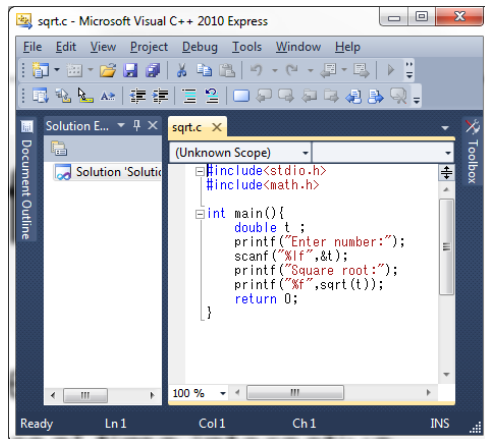 sqrt.c - Microsoft Visual C++ 2010 Express
File Edit View Project Debug Tools Window Help
Solution E...
sqrt.c
Document Outline
Toolbox
(Unknown Scope)
Solution 'Solutic
#include<stdio.h>
#include<math.h>
int main(){
double t ;
printf("Enter number:");
scanf("%lf",&t);
printf("Square root:");
printf("%f",sqrt(t));
return 0;
}
100 %
Ready Ln 1 Col 1 Ch 1 INS